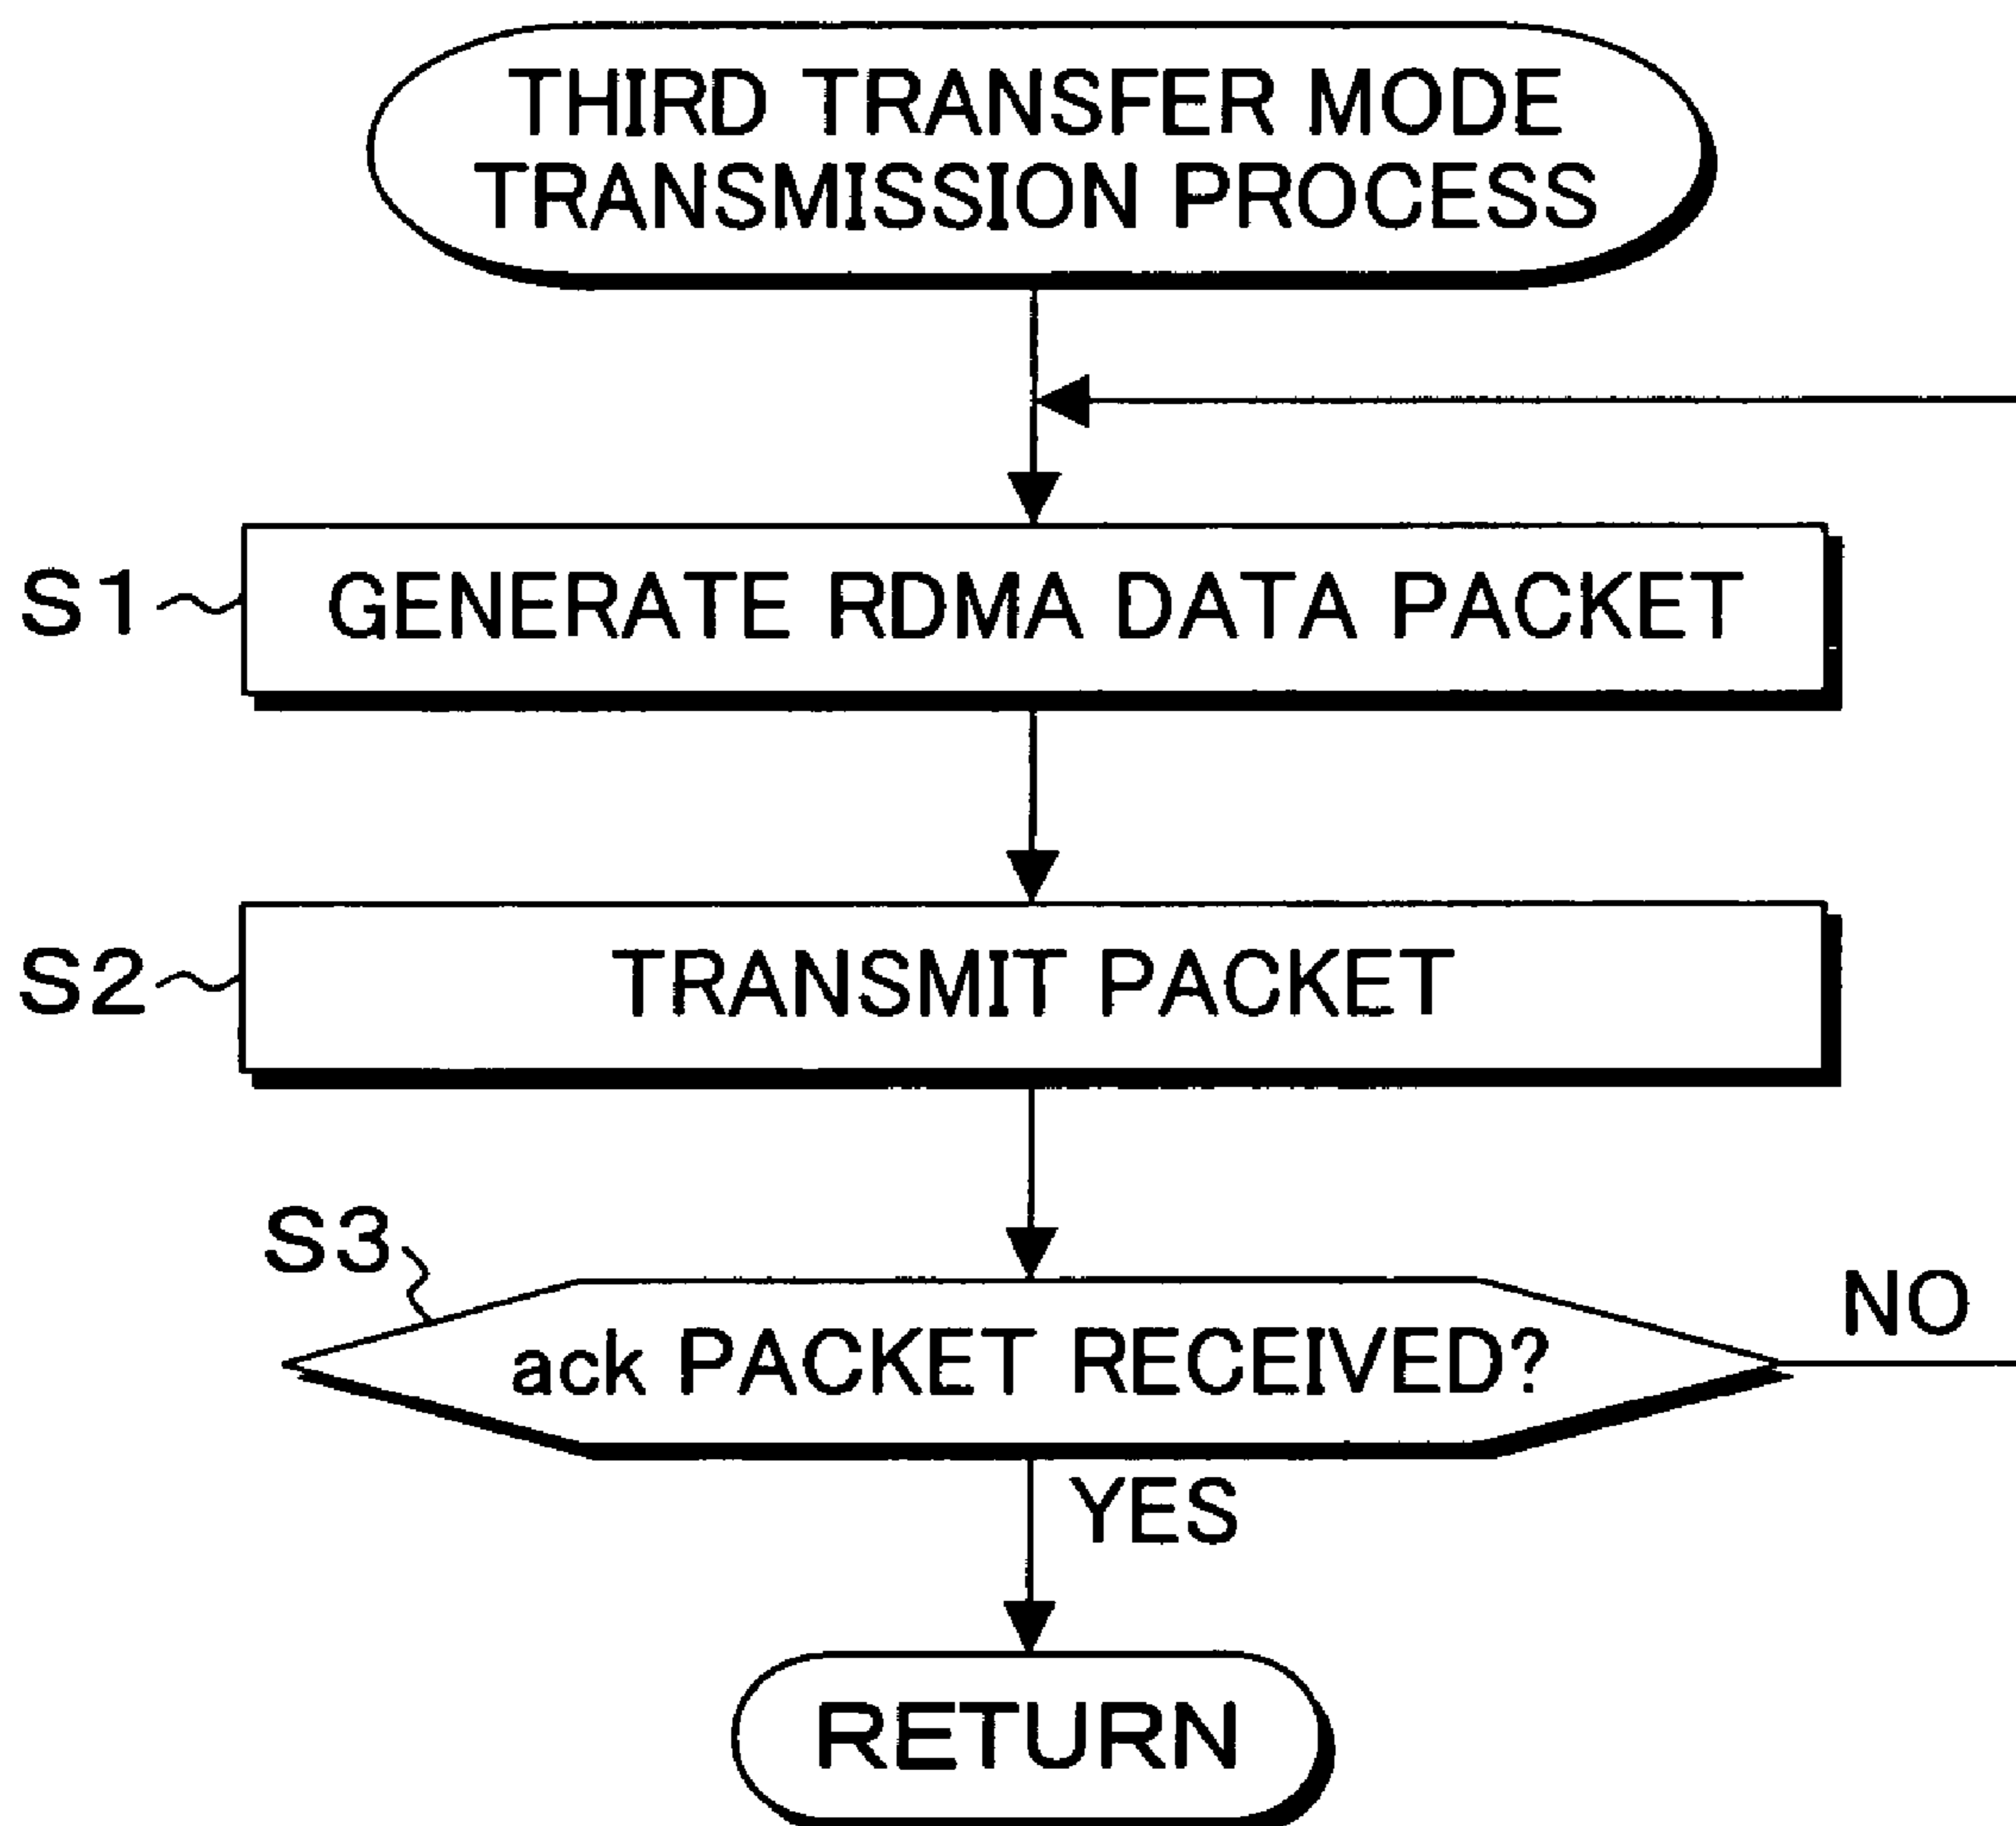 THIRD TRANSFER MODE
TRANSMISSION PROCESS
S1
GENERATE RDMA DATA PACKET
S2
TRANSMIT PACKET
S3
ack PACKET RECEIVED?
NO
YES
RETURN